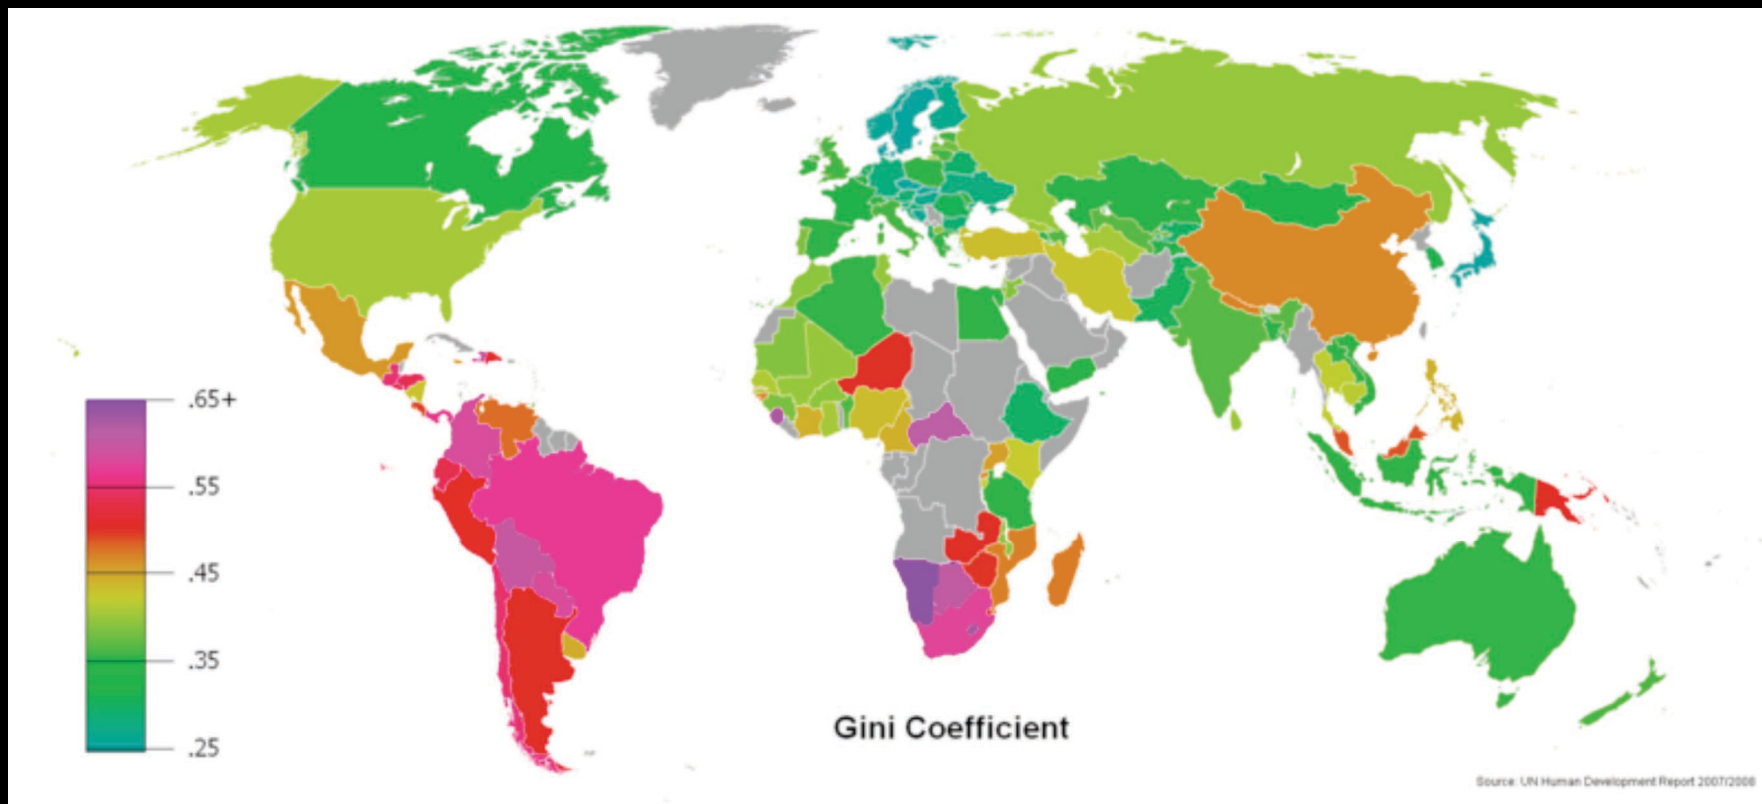 .65+
.55
.45
.35
.25
Gini Coefficient
Source: UN Human Development Report 2007/2008